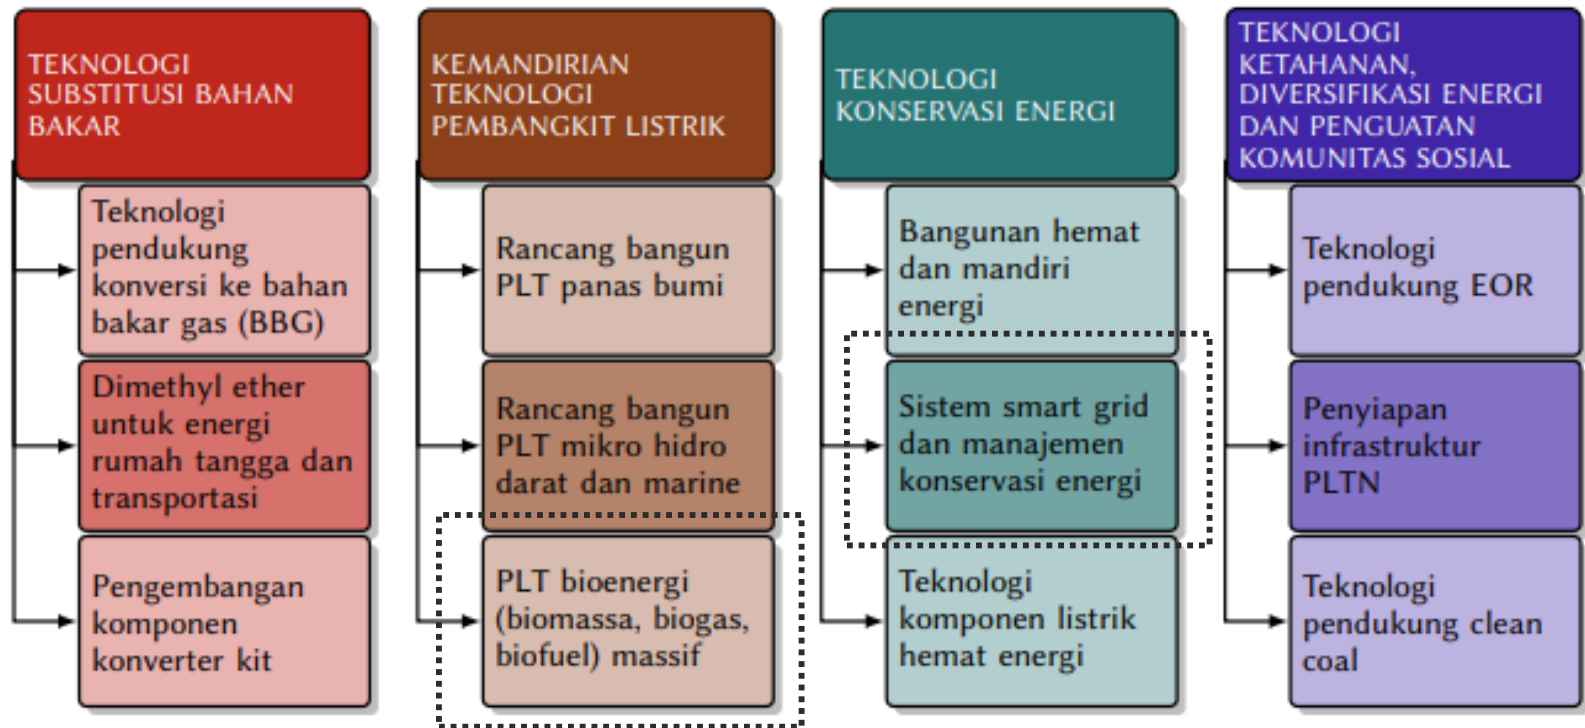 TEKNOLOGI
SUBSTITUSI BAHAN
BAKAR
Teknologi
pendukung
konversi ke bahan
bakar gas (BBG)
Dimethyl ether
untuk energi
rumah tangga dan
transportasi
Pengembangan
komponen
konverter kit
KEMANDIRIAN
TEKNOLOGI
PEMBANGKIT LISTRIK
Rancang bangun
PLT panas bumi
Rancang bangun
PLT mikro hidro
darat dan marine
PLT bioenergi
(biomassa, biogas,
biofuel) massif
TEKNOLOGI
KONSERVASI ENERGI
Bangunan hemat
dan mandiri
energi
Sistem smart grid
dan manajemen
konservasi energi
Teknologi
komponen listrik
hemat energi
TEKNOLOGI
KETAHANAN,
DIVERSIFIKASI ENERGI
DAN PENGUATAN
KOMUNITAS SOSIAL
Teknologi
pendukung EOR
Penyiapan
infrastruktur
PLTN
Teknologi
pendukung clean
coal